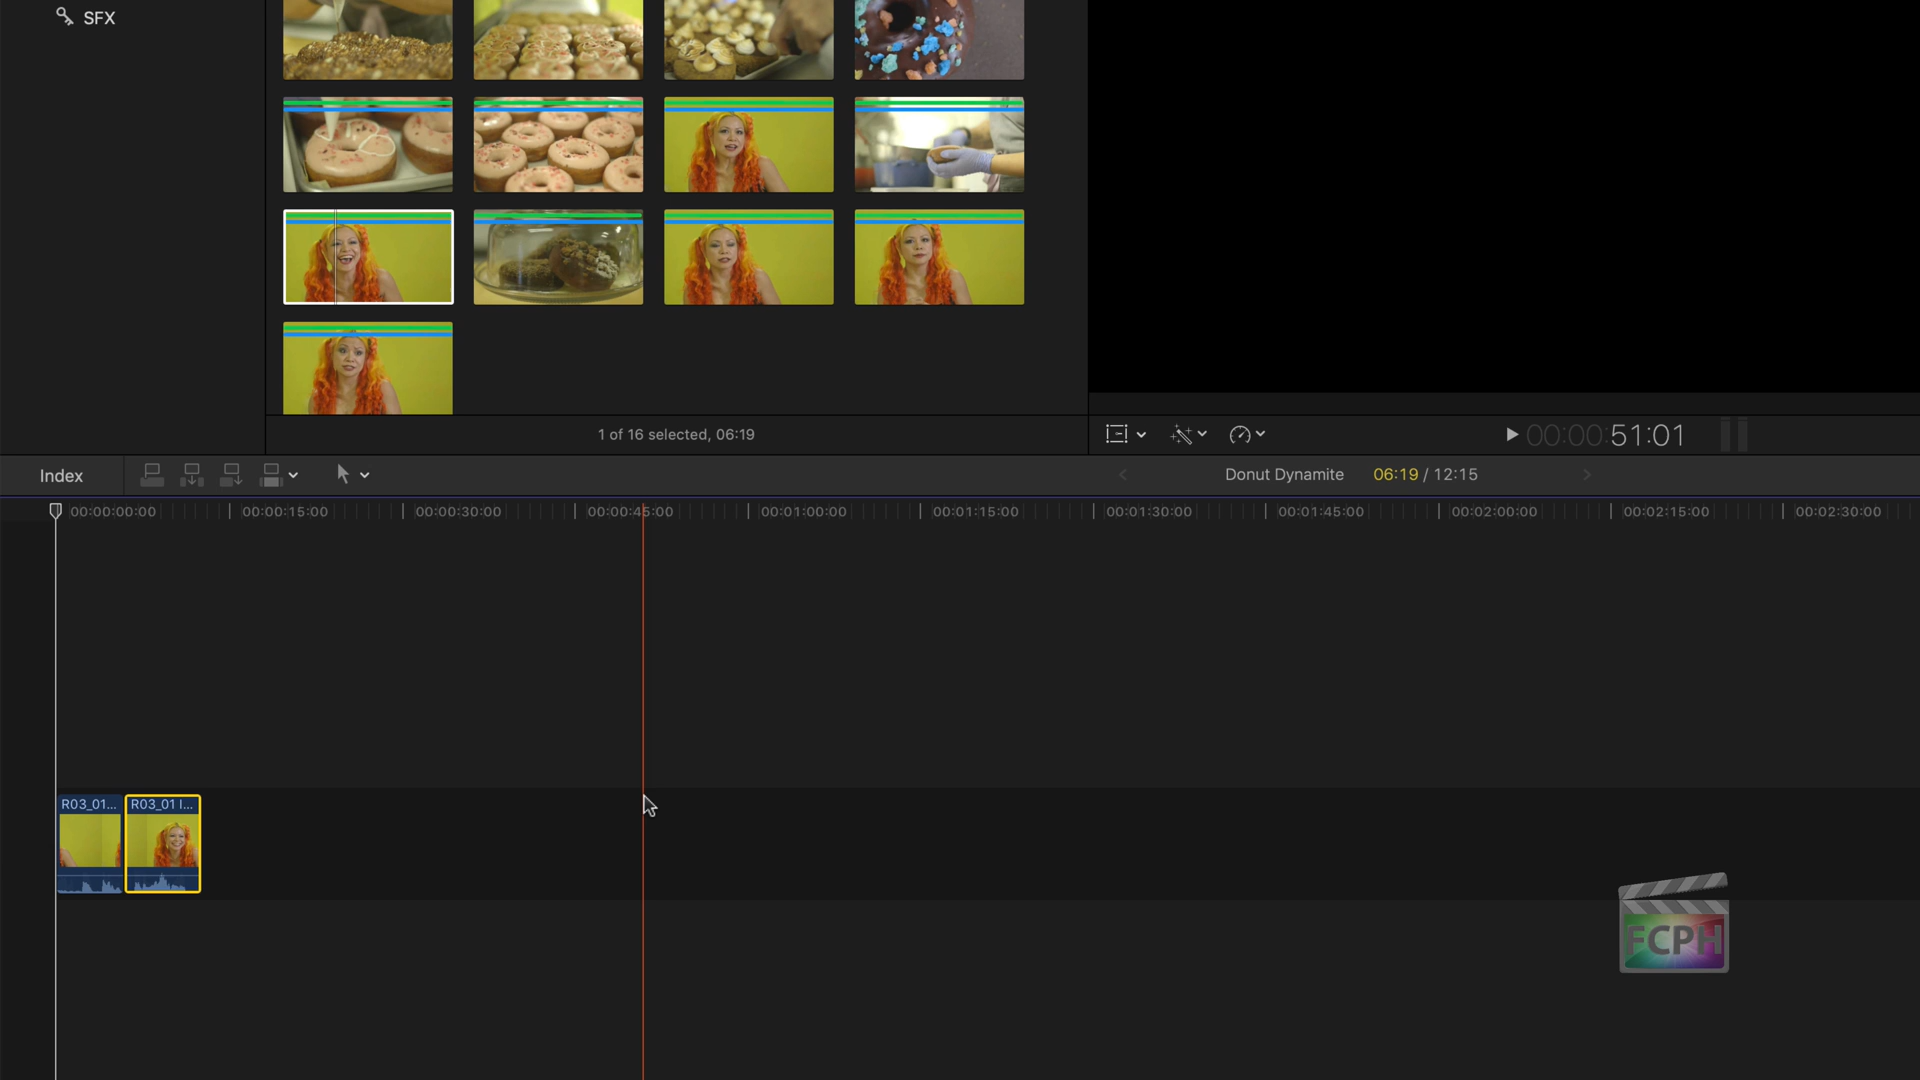 SFX
1 of 16 selected, 06:19
00:00:00:51:01
Index
Donut Dynamite 06:19 / 12:15
00:00:00:00 00:00:15:00 00:00:30:00 00:00:45:00 00:01:00:00 00:01:15:00 00:01:30:00 00:01:45:00 00:02:00:00 00:02:15:00 00:02:30:00
R03_01... R03_01 I...
FCPH